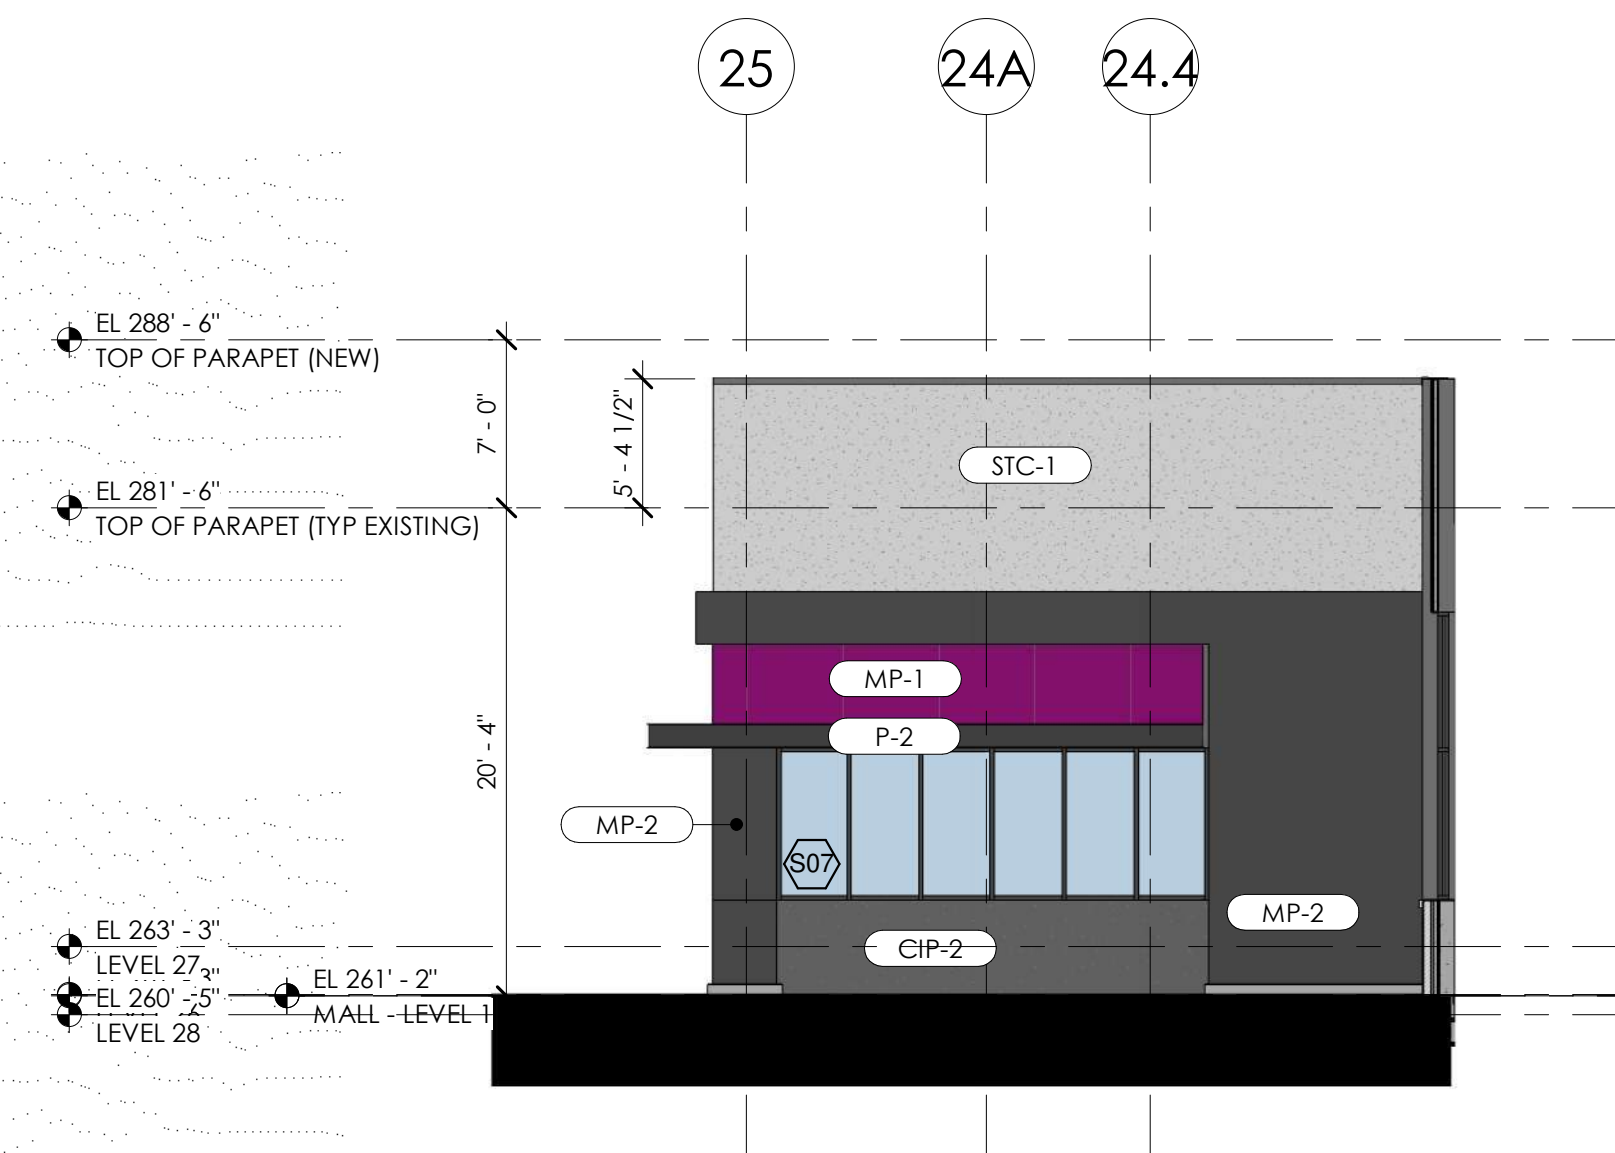 25
24A
24.4
EL 288' - 6"
TOP OF PARAPET (NEW)
7' - 0"
5' - 4 1/2"
STC-1
EL 281' - 6"
TOP OF PARAPET (TYP EXISTING)
MP-1
P-2
20' - 4"
MP-2
S07
MP-2
CIP-2
EL 263' - 3"
LEVEL 27
EL 261' - 2"
MALL - LEVEL 1
EL 260' - 5"
LEVEL 28